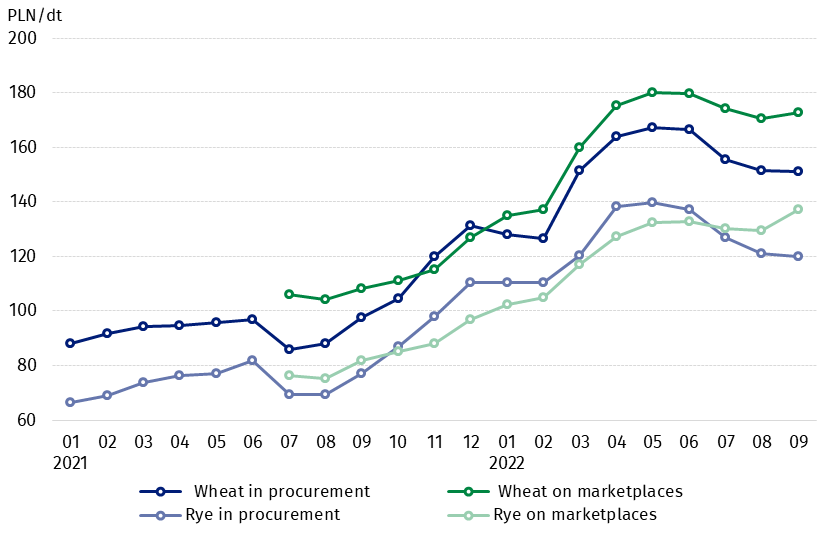 PLN/dt
200
180
160
140
120
100
80
60
01 02 03 04 05 06 07 08 09 10 11 12 01 02 03 04 05 06 07 08 09
2021 2022
Wheat in procurement Wheat on marketplaces
Rye in procurement Rye on marketplaces